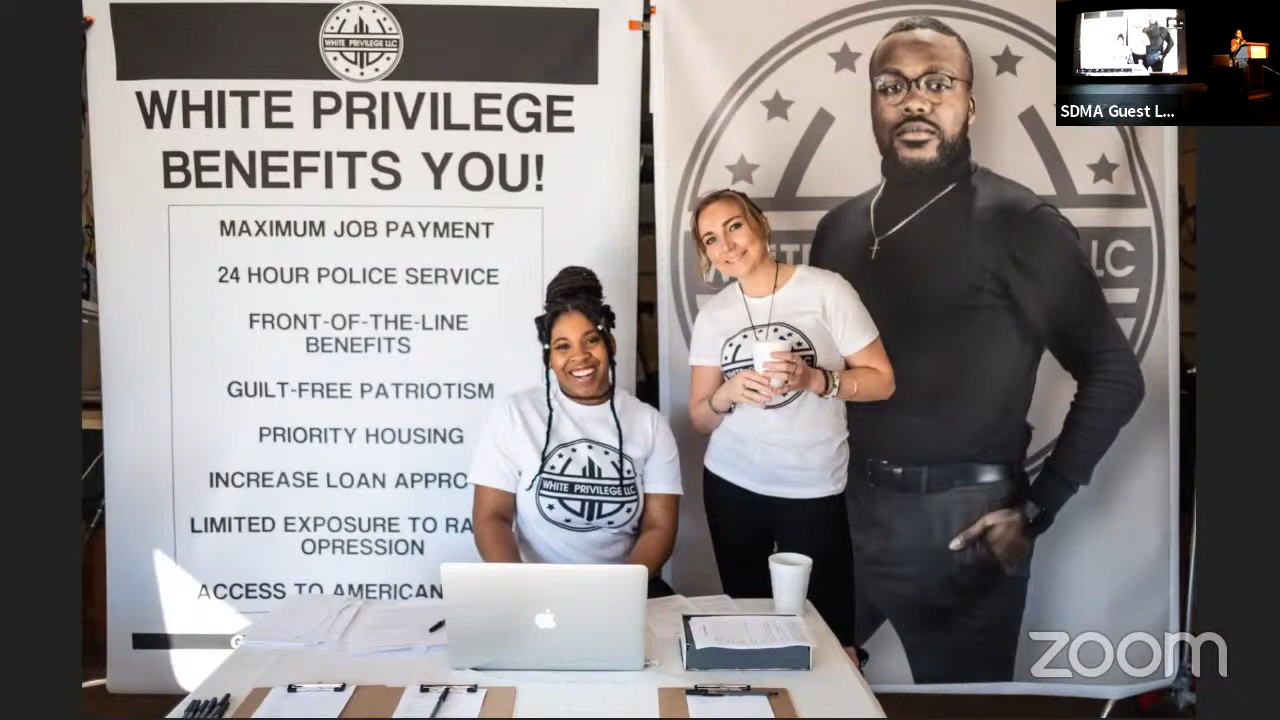 WHITE PRIVILEGE LLC
WHITE PRIVILEGE
BENEFITS YOU!
MAXIMUM JOB PAYMENT
24 HOUR POLICE SERVICE
FRONT-OF-THE-LINE
BENEFITS
GUILT-FREE PATRIOTISM
PRIORITY HOUSING
INCREASE LOAN APPRO
LIMITED EXPOSURE TO RA
OPRESSION
ACCESS TO AMERICAN
WHITE PRIVILEGE LLC
WHITE
LLC
SDMA Guest L...
zoom